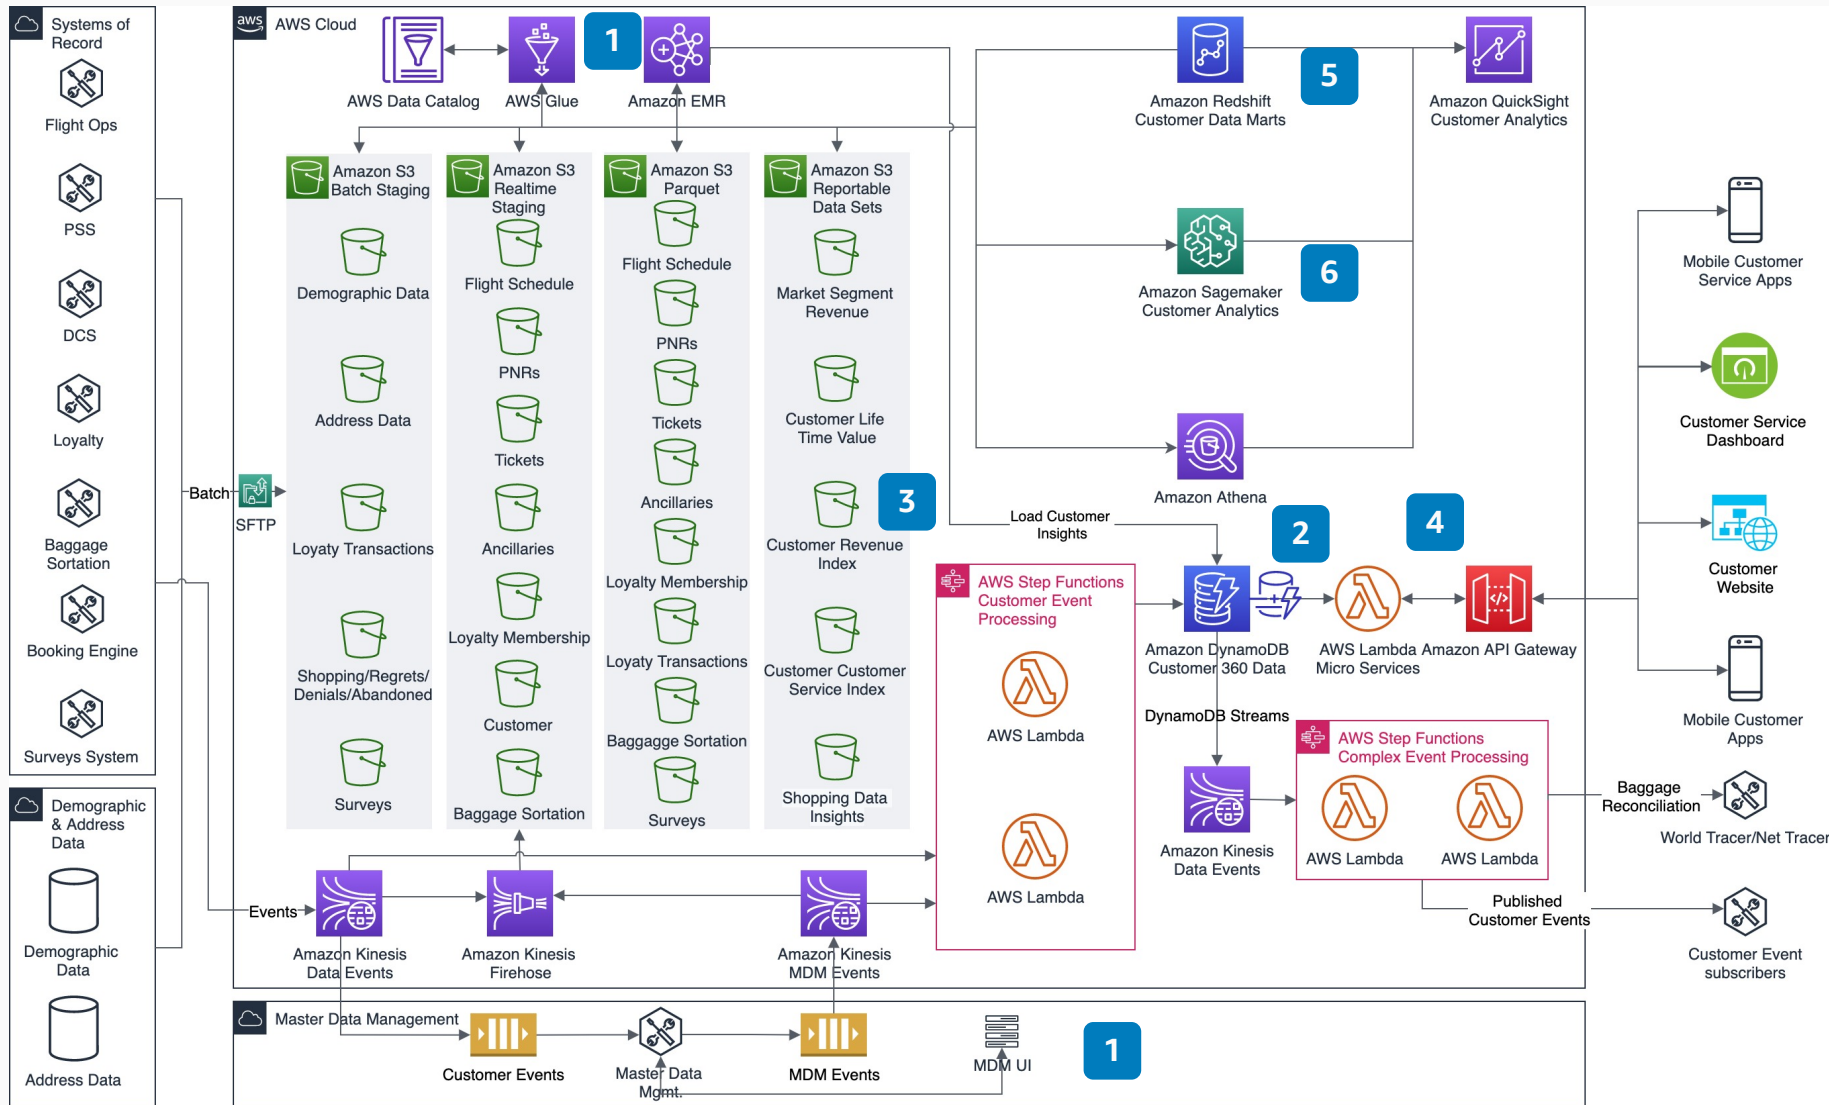 Systems of
Record
Flight Ops
PSS
DCS
Loyalty
Baggage
Sortation
Booking Engine
Surveys System
Demographic
& Address
Data
Demographic
Data
Address Data
Batch
SFTP
Events
aws
AWS Cloud
AWS Data Catalog
AWS Glue
1
Amazon EMR
Amazon S3
Batch Staging
Demographic Data
Address Data
Loyaty Transactions
Shopping/Regrets/
Denials/Abandoned
Surveys
Amazon S3
Realtime
Staging
Flight Schedule
PNRs
Tickets
Ancillaries
Loyalty Membership
Customer
Baggage Sortation
Amazon S3
Parquet
Flight Schedule
PNRs
Tickets
Ancillaries
Loyalty Membership
Loyaty Transactions
Baggagge Sortation
Surveys
Amazon S3
Reportable
Data Sets
Market Segment
Revenue
Customer Life
Time Value
3
Customer Revenue
Index
Customer Customer
Service Index
Shopping Data
Insights
Amazon Kinesis
Data Events
Amazon Kinesis
Firehose
Amazon Kinesis
MDM Events
Amazon Redshift
Customer Data Marts
5
Amazon QuickSight
Customer Analytics
Amazon Sagemaker
Customer Analytics
6
Amazon Athena
Load Customer
Insights
2
4
AWS Step Functions
Customer Event
Processing
AWS Lambda
AWS Lambda
Amazon DynamoDB
Customer 360 Data
AWS Lambda
Micro Services
Amazon API Gateway
DynamoDB Streams
Amazon Kinesis
Data Events
AWS Step Functions
Complex Event Processing
AWS Lambda
AWS Lambda
Baggage
Reconciliation
Published
Customer Events
Mobile Customer
Service Apps
Customer Service
Dashboard
Customer
Website
Mobile Customer
Apps
World Tracer/Net Tracer
Customer Event
subscribers
Master Data Management
Customer Events
Master Data
Mgmt.
MDM Events
MDM UI
1